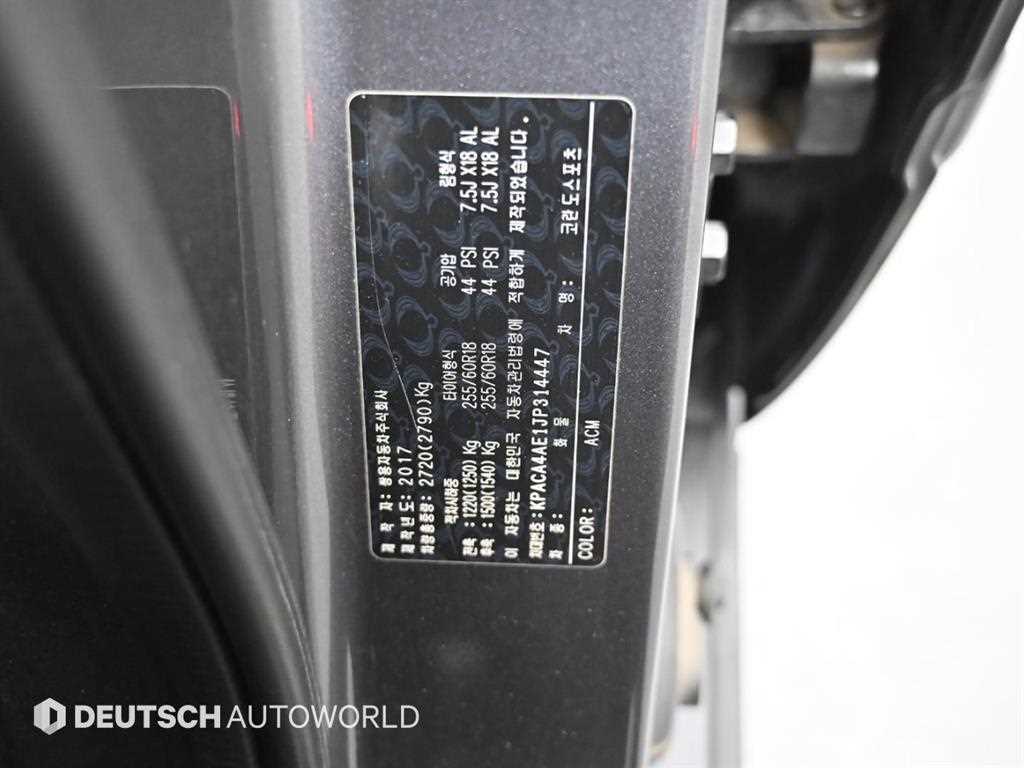 제 작 자: 쌍용자동차주식회사
제작년도: 2017
차량총중량: 2720(2790)Kg
적차시하중 타이어형식 공기압 림형식
전축 : 1220(1250) Kg 255/60R18 44 PSI 7.5J X18 AL
후축 : 1500(1540) Kg 255/60R18 44 PSI 7.5J X18 AL
이 자동차는 대한민국 자동차관리법령에 적합하게 제작되었습니다.
차대번호: KPACA4AE1JP314447
차 종: 화 물 차 명: 코란도스포츠
COLOR: ACM
DEUTSCH AUTOWORLD